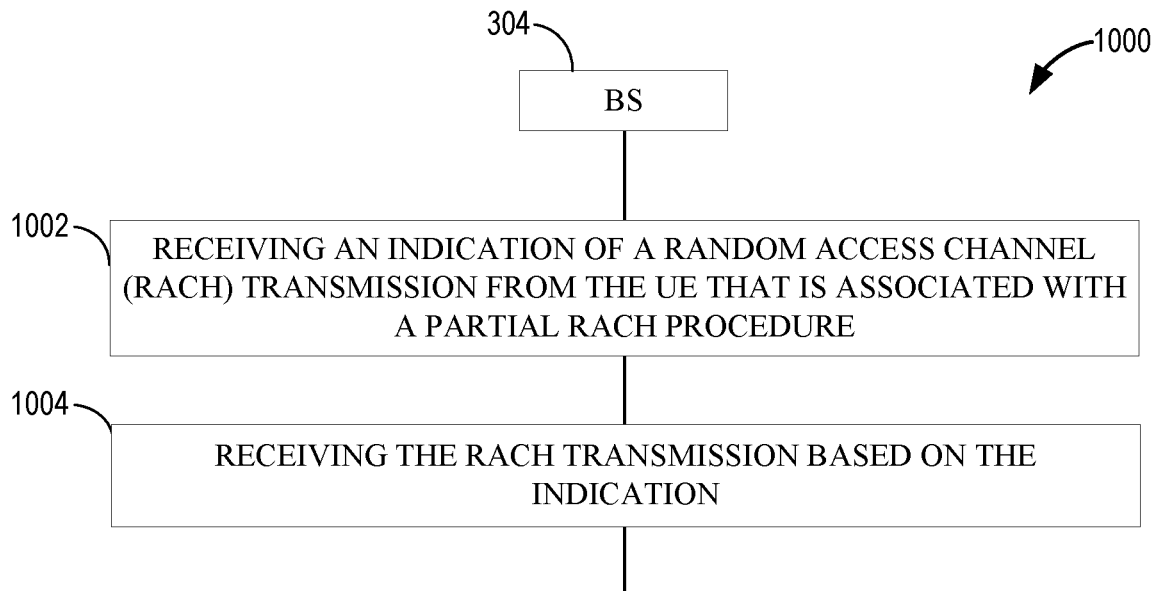 304
1000
BS
1002
RECEIVING AN INDICATION OF A RANDOM ACCESS CHANNEL
(RACH) TRANSMISSION FROM THE UE THAT IS ASSOCIATED WITH
A PARTIAL RACH PROCEDURE
1004
RECEIVING THE RACH TRANSMISSION BASED ON THE
INDICATION